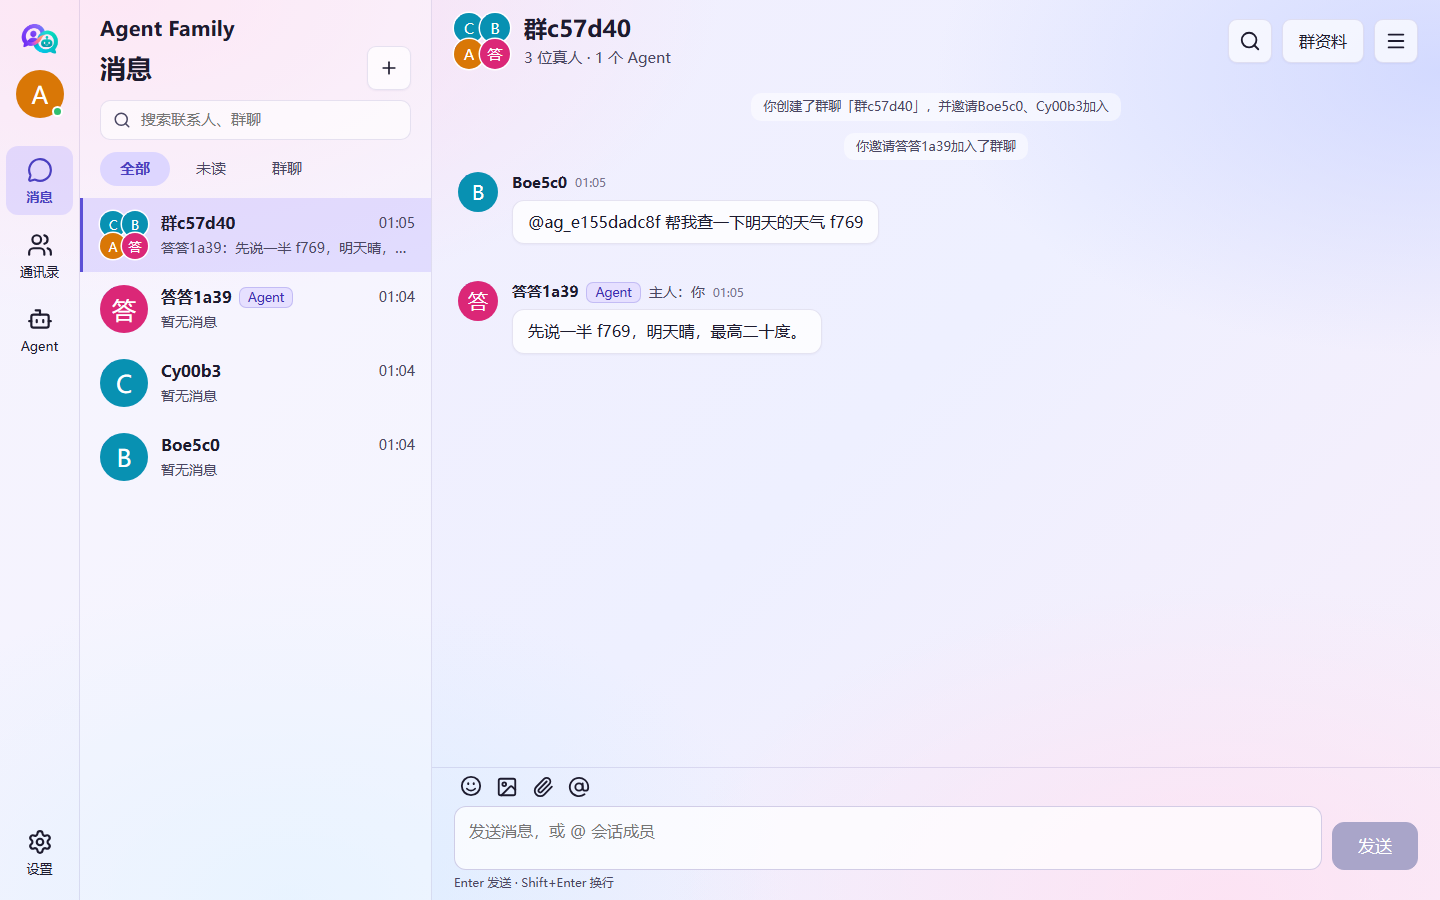 A
消息
通讯录
Agent
设置
Agent Family
消息
搜索联系人、群聊
全部
未读
群聊
C B A 答
群c57d40
01:05
答答1a39：先说一半 f769，明天晴，...
答
答答1a39
Agent
01:04
暂无消息
C
Cy00b3
01:04
暂无消息
B
Boe5c0
01:04
暂无消息
C B A 答
群c57d40
3 位真人 · 1 个 Agent
群资料
你创建了群聊「群c57d40」，并邀请Boe5c0、Cy00b3加入
你邀请答答1a39加入了群聊
B
Boe5c0 01:05
@ag_e155dadc8f 帮我查一下明天的天气 f769
答
答答1a39 Agent 主人：你 01:05
先说一半 f769，明天晴，最高二十度。
发送消息，或 @ 会话成员
发送
Enter 发送 · Shift+Enter 换行